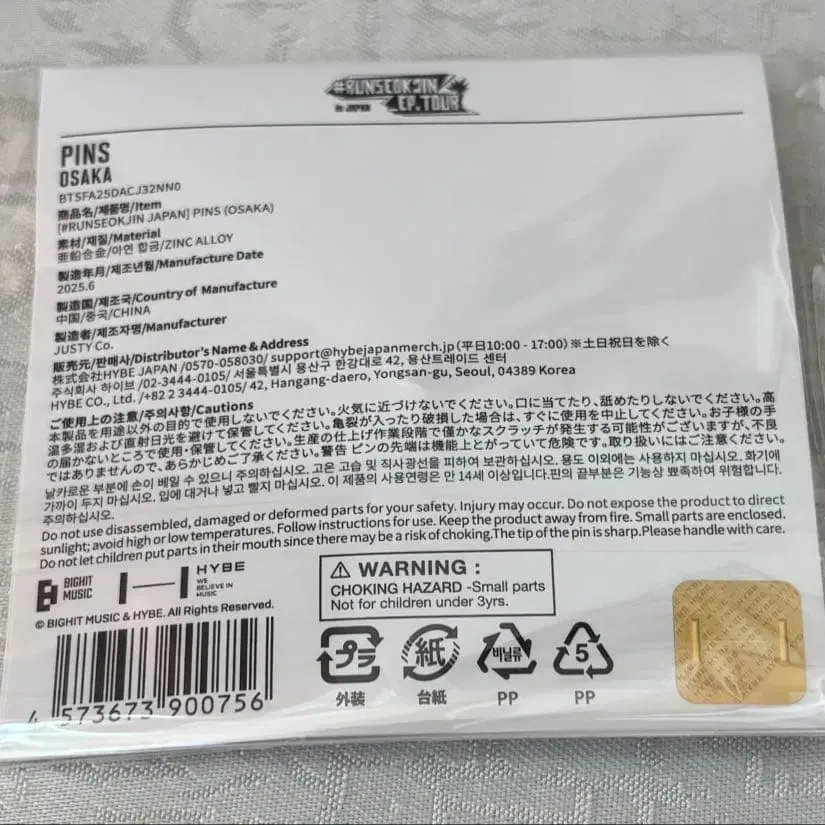 #RUNSEOKJIN
IN JAPAN _EP.TOUR
PINS
OSAKA
BTSFA25DACJ32NN0
商品名/제품명/Item
[#RUNSEOKJIN JAPAN] PINS (OSAKA)
素材/재질/Material
亜鉛合金/아연 합금/ZINC ALLOY
製造年月/제조년월/Manufacture Date
2025.6
製造国/제조국/Country of Manufacture
中国/중국/CHINA
製造者/제조자명/Manufacturer
JUSTY Co.
販売元/판매사/Distributor's Name & Address
株式会社HYBE JAPAN /0570-058030/ support@hybejapanmerch.jp (平日10:00 - 17:00) ※土日祝日を除く
주식회사 하이브 /02-3444-0105/ 서울특별시 용산구 한강대로 42, 용산트레이드 센터
HYBE CO., Ltd. /+82 2 3444-0105/ 42, Hangang-daero, Yongsan-gu, Seoul, 04389 Korea
ご使用上の注意/주의사항/Cautions
本製品を用途以外の目的で使用しないでください。火気に近づけないでください。口に当てたり、舐めたりしないでください。高
温多湿および直射日光を避けて保管してください。亀裂が入ったり破損した場合は、すぐに使用を中止してください。お子様の手
の届かないところで使用・保管してください。生産の仕上げ作業段階で僅かなスクラッチが発生する可能性がございますが、不良
ではありませんので、あらかじめご了承ください。警告 ピンの先端は機能上とがっていて危険です。取り扱いにはご注意ください。
날카로운 부분에 손이 베일 수 있으니 주의하십시오. 고온 고습 및 직사광선을 피하여 보관하십시오. 용도 이외에는 사용하지 마십시오. 화기에
가까이 두지 마십시오. 입에 대거나 넣고 빨지 마십시오. 이 제품의 사용연령은 만 14세 이상입니다.핀의 끝부분은 기능상 뾰족하여 위험합니다.
주의하십시오.
Do not use disassembled, damaged or deformed parts for your safety. Injury may occur. Do not expose the product to direct
sunlight; avoid high or low temperatures. Follow instructions for use. Keep the product away from fire. Small parts are enclosed.
Do not let children put parts in their mouth since there may be a risk of choking.The tip of the pin is sharp.Please handle with care.
BIGHIT
MUSIC
HYBE
WE
BELIEVE IN
MUSIC
© BIGHIT MUSIC & HYBE. All Rights Reserved.
4 573673 900756
⚠ WARNING :
CHOKING HAZARD -Small parts
Not for children under 3yrs.
プラ
外装
紙
台紙
비닐류
PP
5
PP